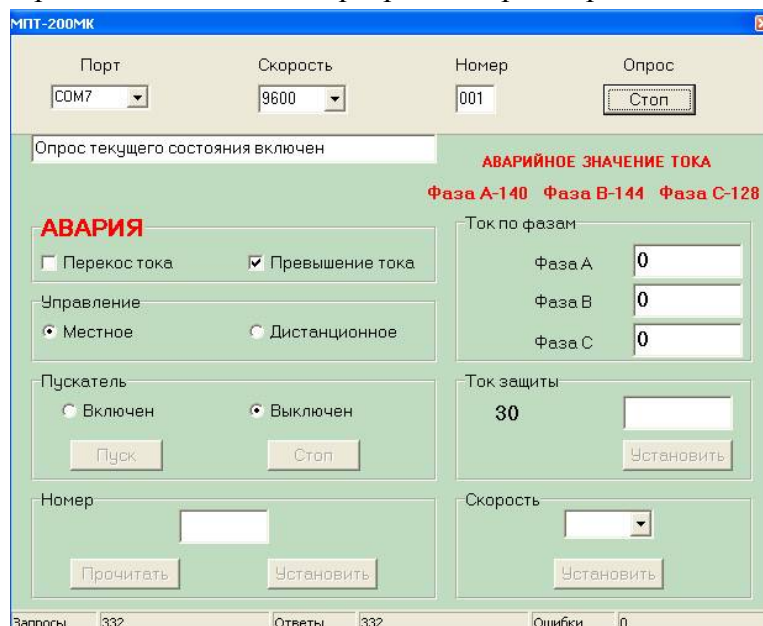 МПТ-200МК
Порт Скорость Номер Опрос
COM7 9600 001 Стоп
Опрос текущего состояния включен
АВАРИЙНОЕ ЗНАЧЕНИЕ ТОКА
Фаза А-140 Фаза В-144 Фаза С-128
АВАРИЯ
Перекос тока Превышение тока
Ток по фазам
Фаза А 0
Фаза В 0
Фаза С 0
Управление
Местное Дистанционное
Пускатель
Включен Выключен
Пуск Стоп
Ток защиты
30
Установить
Номер
Прочитать Установить
Скорость
Установить
Запросы 332 Ответы 332 Ошибки 0